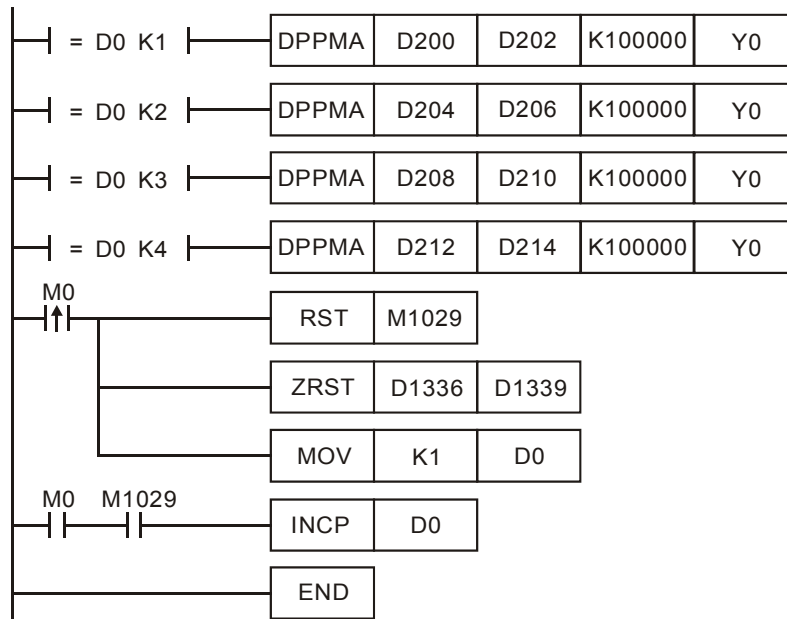 = D0 K1 DPPMA D200 D202 K100000 Y0
= D0 K2 DPPMA D204 D206 K100000 Y0
= D0 K3 DPPMA D208 D210 K100000 Y0
= D0 K4 DPPMA D212 D214 K100000 Y0
M0
RST M1029
ZRST D1336 D1339
MOV K1 D0
M0 M1029
INCP D0
END